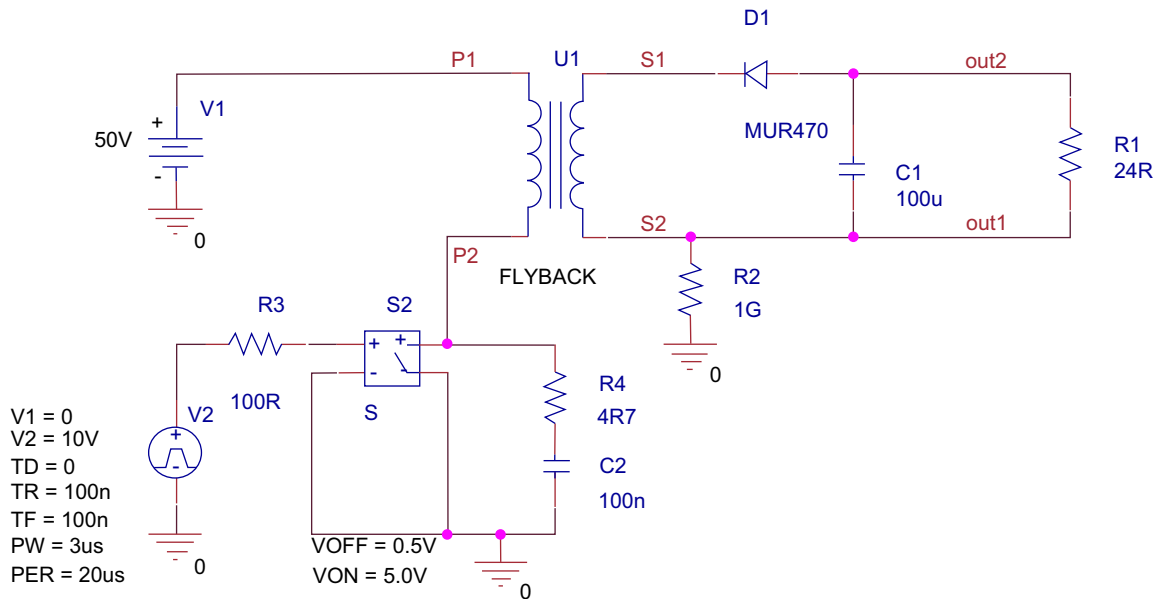 D1
P1
U1
S1
out2
V1
+
50V
-
MUR470
R1
24R
C1
100u
0
S2
out1
P2
FLYBACK
R2
1G
R3
S2
+
+
-
-
0
R4
4R7
100R
S
V1 = 0
V2
V2 = 10V
+
TD = 0
-
C2
TR = 100n
100n
TF = 100n
PW = 3us
VOFF = 0.5V
0
PER = 20us
VON = 5.0V
0